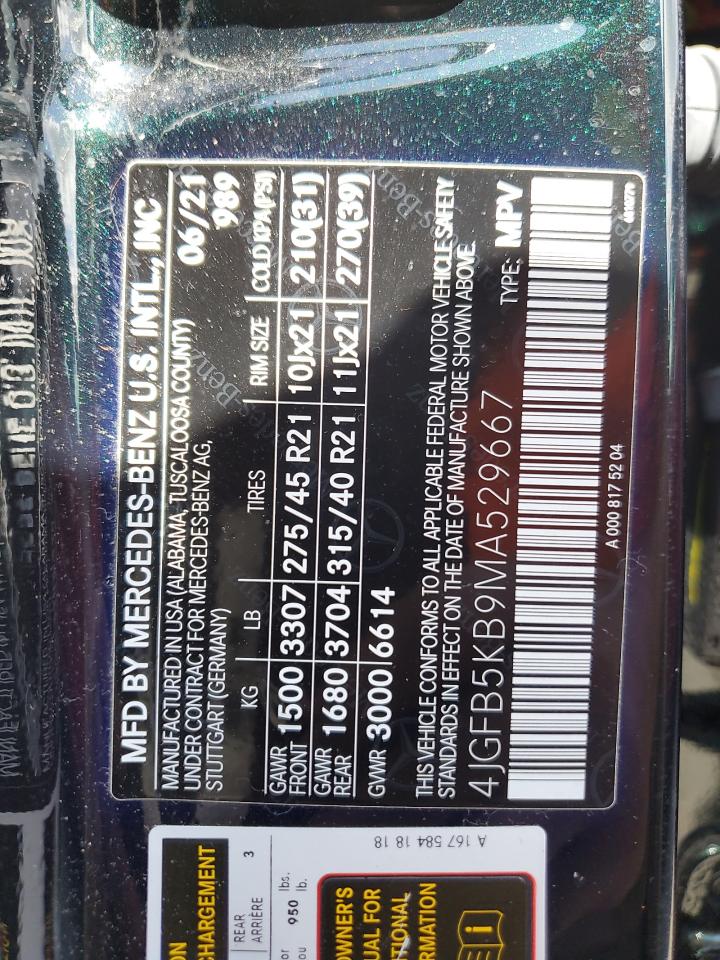 MFD BY MERCEDES-BENZ U.S. INTL., INC
MANUFACTURED IN USA (ALABAMA, TUSCALOOSA COUNTY) 06/21
UNDER CONTRACT FOR MERCEDES-BENZ AG, 989
STUTTGART (GERMANY)
KG LB TIRES RIM SIZE COLD KPA(PSI)
GAWR FRONT 1500 3307 275/45 R21 10Jx21 210(31)
GAWR REAR 1680 3704 315/40 R21 11Jx21 270(39)
GVWR 3000 6614
THIS VEHICLE CONFORMS TO ALL APPLICABLE FEDERAL MOTOR VEHICLE SAFETY
STANDARDS IN EFFECT ON THE DATE OF MANUFACTURE SHOWN ABOVE.
4JGFB5KB9MA529667 TYPE: MPV
A 000 817 52 04
ON
CHARGEMENT
REAR 3
ARRIÈRE
or 950 lbs.
ou lb.
OWNER'S
UAL FOR
TIONAL
RMATION
A 167 584 18 18